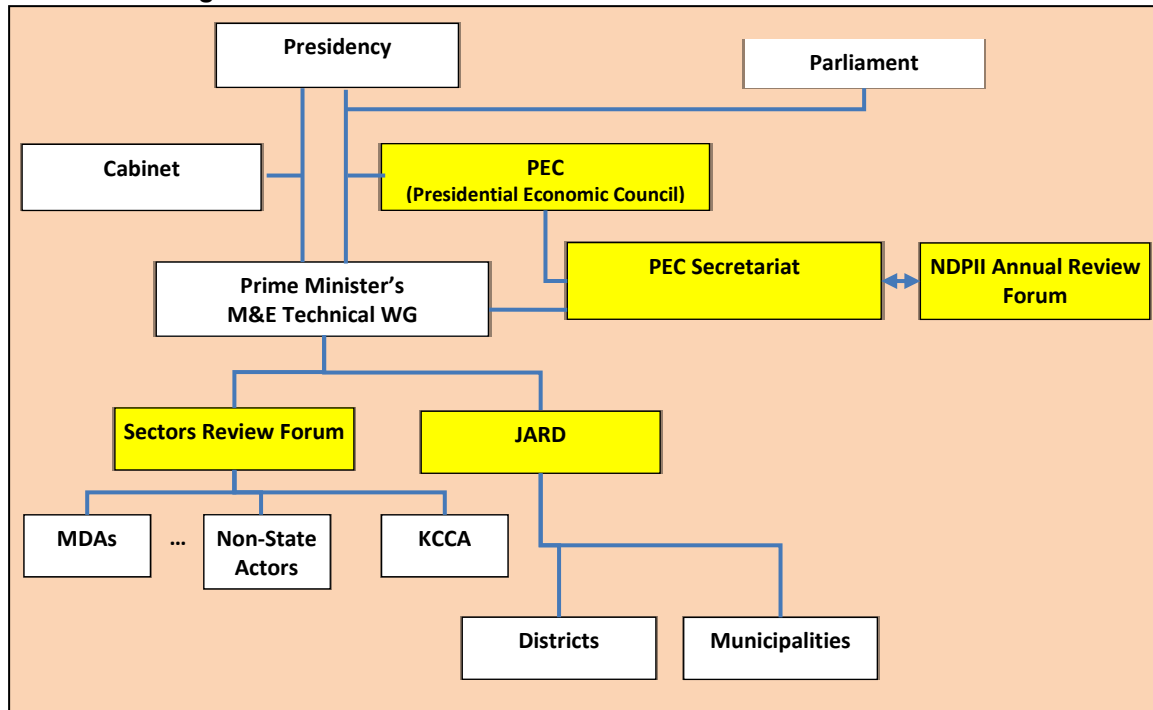 Presidency
Parliament
Cabinet
PEC
(Presidential Economic Council)
Prime Minister’s
M&E Technical WG
PEC Secretariat
NDPII Annual Review
Forum
Sectors Review Forum
JARD
MDAs
...
Non-State
Actors
KCCA
Districts
Municipalities